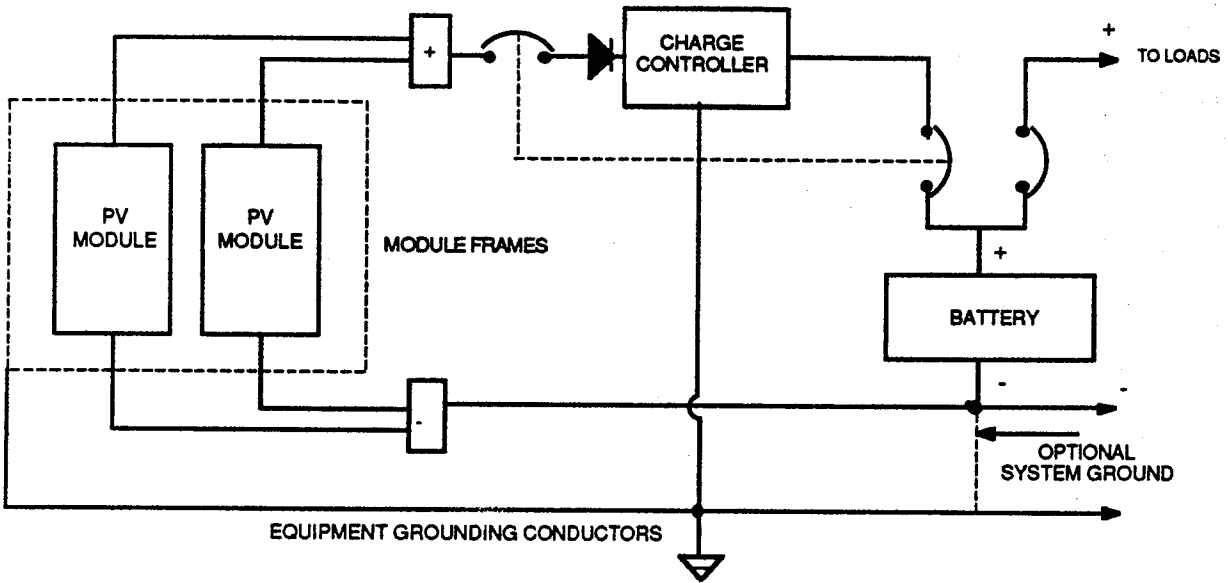 +
CHARGE
CONTROLLER
+
TO LOADS
PV
MODULE
PV
MODULE
MODULE FRAMES
+
BATTERY
-
-
-
OPTIONAL
SYSTEM GROUND
EQUIPMENT GROUNDING CONDUCTORS